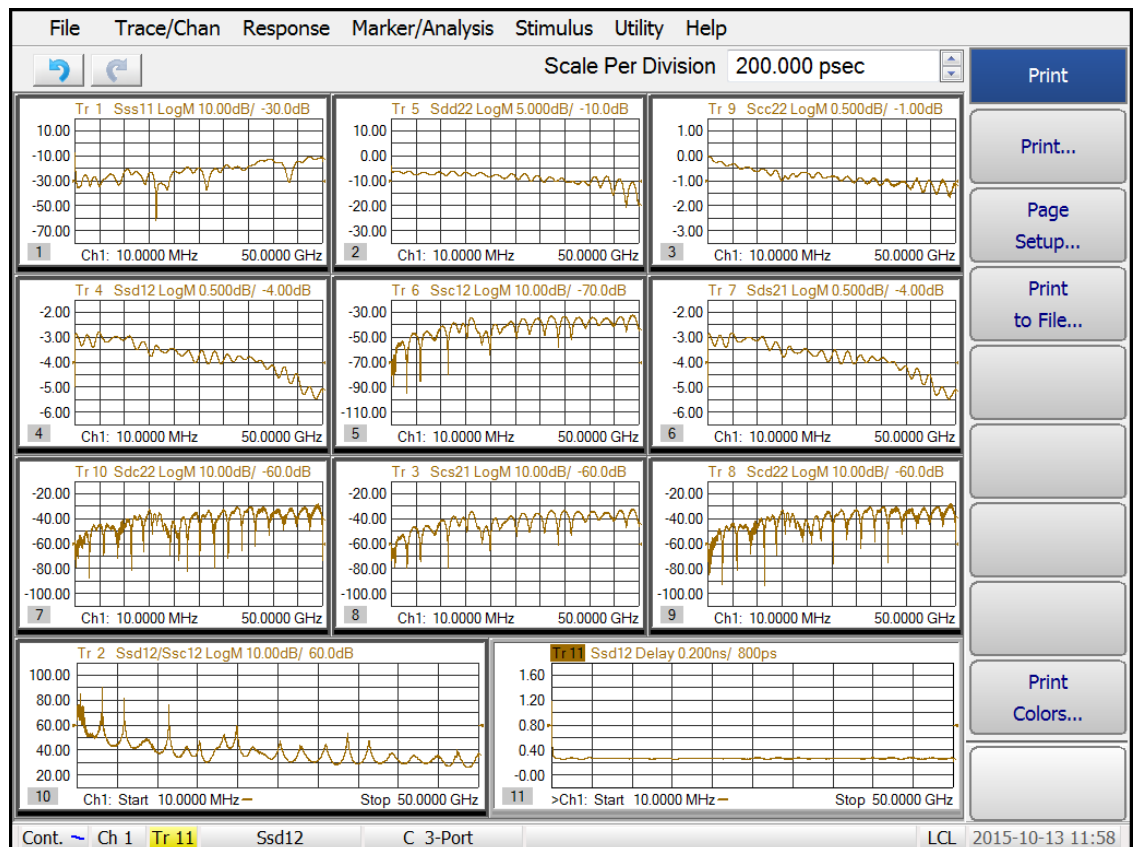 File Trace/Chan Response Marker/Analysis Stimulus Utility Help
Scale Per Division 200.000 psec
Print
Print...
Page
Setup...
Print
to File...
Print
Colors...
Tr 1 Sss11 LogM 10.00dB/ -30.0dB
10.00
-10.00
-30.00
-50.00
-70.00
1 Ch1: 10.0000 MHz 50.0000 GHz
Tr 5 Sdd22 LogM 5.000dB/ -10.0dB
10.00
0.00
-10.00
-20.00
-30.00
2 Ch1: 10.0000 MHz 50.0000 GHz
Tr 9 Scc22 LogM 0.500dB/ -1.00dB
1.00
0.00
-1.00
-2.00
-3.00
3 Ch1: 10.0000 MHz 50.0000 GHz
Tr 4 Ssd12 LogM 0.500dB/ -4.00dB
-2.00
-3.00
-4.00
-5.00
-6.00
4 Ch1: 10.0000 MHz 50.0000 GHz
Tr 6 Ssc12 LogM 10.00dB/ -70.0dB
-30.00
-50.00
-70.00
-90.00
-110.00
5 Ch1: 10.0000 MHz 50.0000 GHz
Tr 7 Sds21 LogM 0.500dB/ -4.00dB
-2.00
-3.00
-4.00
-5.00
-6.00
6 Ch1: 10.0000 MHz 50.0000 GHz
Tr 10 Sdc22 LogM 10.00dB/ -60.0dB
-20.00
-40.00
-60.00
-80.00
-100.00
7 Ch1: 10.0000 MHz 50.0000 GHz
Tr 3 Scs21 LogM 10.00dB/ -60.0dB
-20.00
-40.00
-60.00
-80.00
-100.00
8 Ch1: 10.0000 MHz 50.0000 GHz
Tr 8 Scd22 LogM 10.00dB/ -60.0dB
-20.00
-40.00
-60.00
-80.00
-100.00
9 Ch1: 10.0000 MHz 50.0000 GHz
Tr 2 Ssd12/Ssc12 LogM 10.00dB/ 60.0dB
100.00
80.00
60.00
40.00
20.00
10 Ch1: Start 10.0000 MHz Stop 50.0000 GHz
Tr 11 Ssd12 Delay 0.200ns/ 800ps
1.60
1.20
0.80
0.40
-0.00
11 >Ch1: Start 10.0000 MHz Stop 50.0000 GHz
Cont. Ch 1 Tr 11 Ssd12 C 3-Port LCL 2015-10-13 11:58